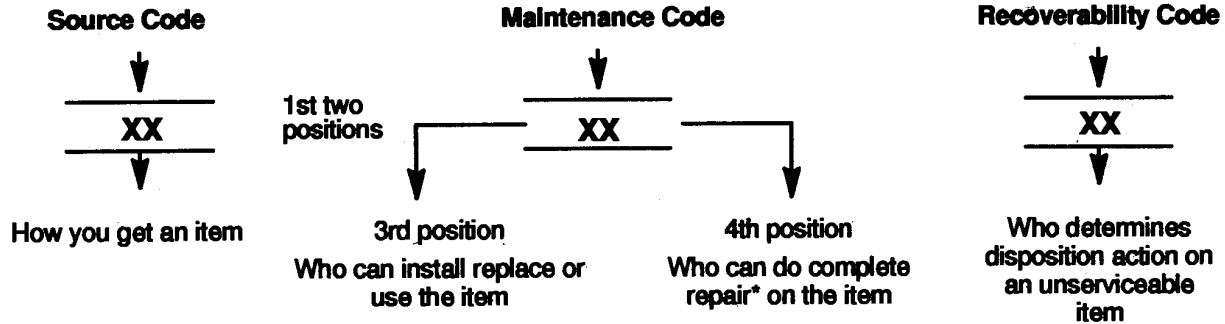 Source Code
Maintenance Code
Recoverability Code
1st two
positions
XX
XX
XX
How you get an item
3rd position
Who can install replace or
use the item
4th position
Who can do complete
repair* on the item
Who determines
disposition action on
an unserviceable
item